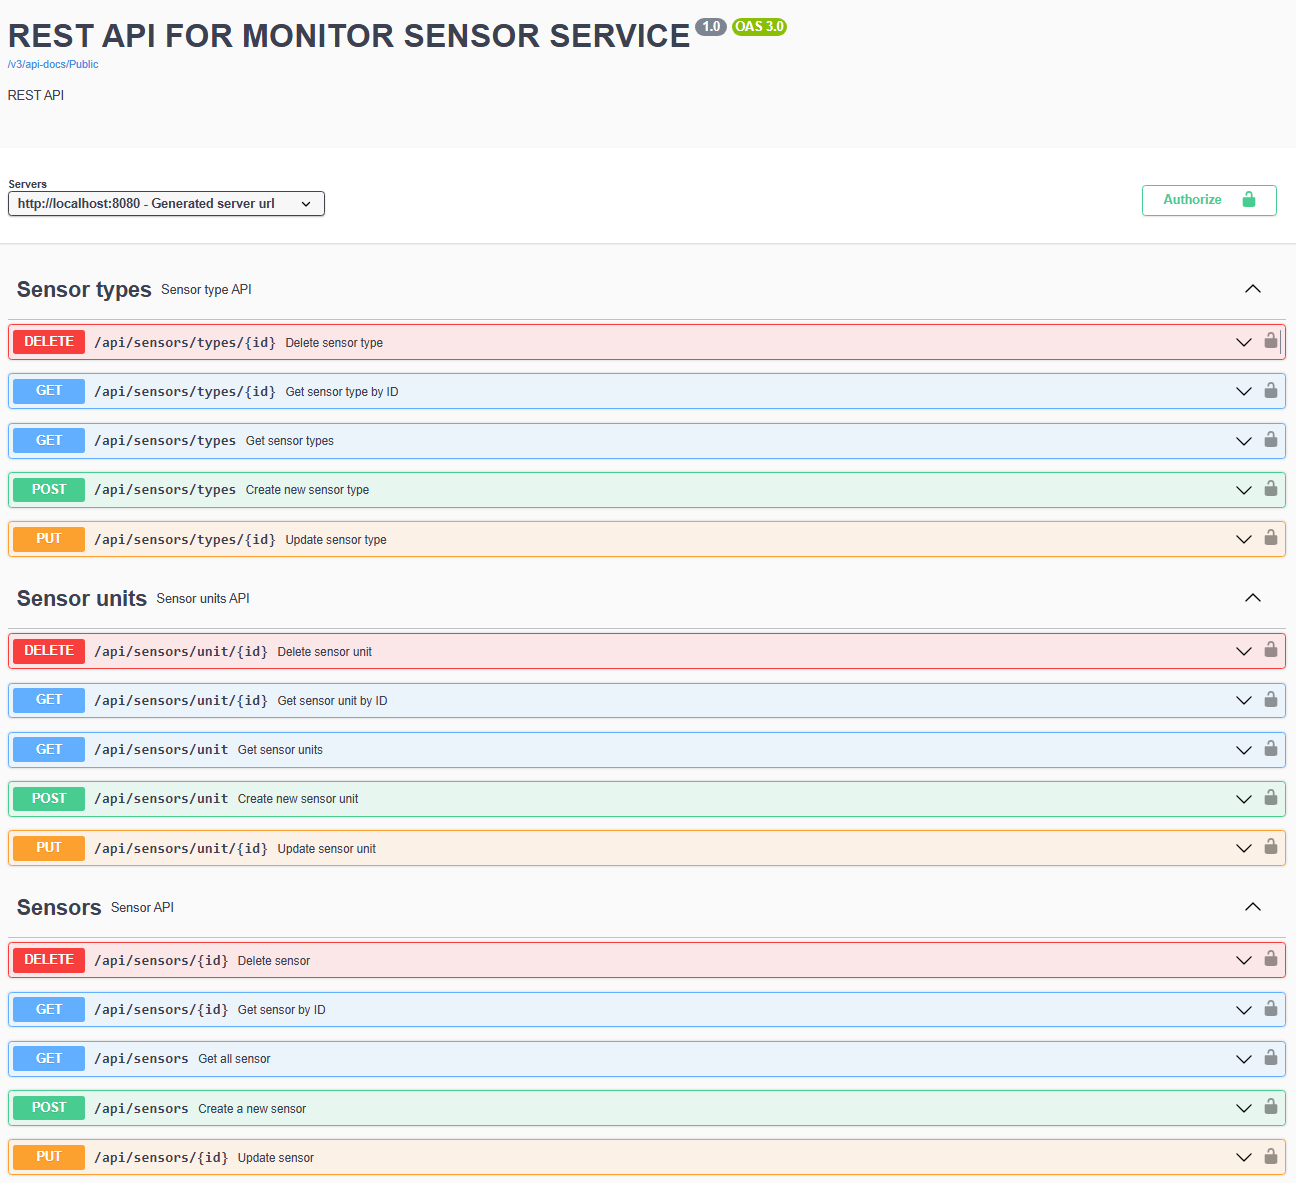 REST API FOR MONITOR SENSOR SERVICE 1.0 OAS 3.0
/v3/api-docs/Public
REST API
Servers
http://localhost:8080 - Generated server url
Authorize
Sensor types Sensor type API
DELETE /api/sensors/types/{id} Delete sensor type
GET /api/sensors/types/{id} Get sensor type by ID
GET /api/sensors/types Get sensor types
POST /api/sensors/types Create new sensor type
PUT /api/sensors/types/{id} Update sensor type
Sensor units Sensor units API
DELETE /api/sensors/unit/{id} Delete sensor unit
GET /api/sensors/unit/{id} Get sensor unit by ID
GET /api/sensors/unit Get sensor units
POST /api/sensors/unit Create new sensor unit
PUT /api/sensors/unit/{id} Update sensor unit
Sensors Sensor API
DELETE /api/sensors/{id} Delete sensor
GET /api/sensors/{id} Get sensor by ID
GET /api/sensors Get all sensor
POST /api/sensors Create a new sensor
PUT /api/sensors/{id} Update sensor